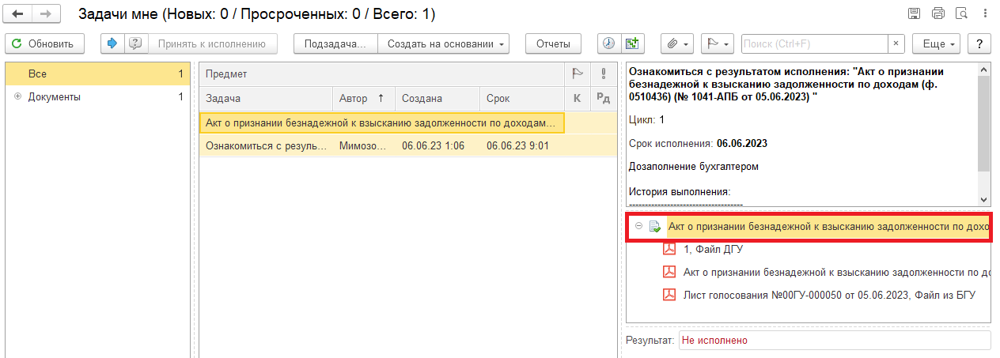 Задачи мне (Новых: 0 / Просроченных: 0 / Всего: 1)
Обновить Принять к исполнению Подзадача... Создать на основании Отчеты Поиск (Ctrl+F) × Еще ?
Все 1
Документы 1
Предмет
Задача Автор ↑ Создана Срок К Рд
Акт о признании безнадежной к взысканию задолженности по доходам...
Ознакомиться с резуль... Мимозо... 06.06.23 1:06 06.06.23 9:01
Ознакомиться с результатом исполнения: "Акт о признании
безнадежной к взысканию задолженности по доходам (ф.
0510436) (№ 1041-АПБ от 05.06.2023) "
Цикл: 1
Срок исполнения: 06.06.2023
Дозаполнение бухгалтером
История выполнения:
------------------------------------
Акт о признании безнадежной к взысканию задолженности по дохо
1, Файл ДГУ
Акт о признании безнадежной к взысканию задолженности по до
Лист голосования №00ГУ-000050 от 05.06.2023, Файл из БГУ
Результат: Не исполнено